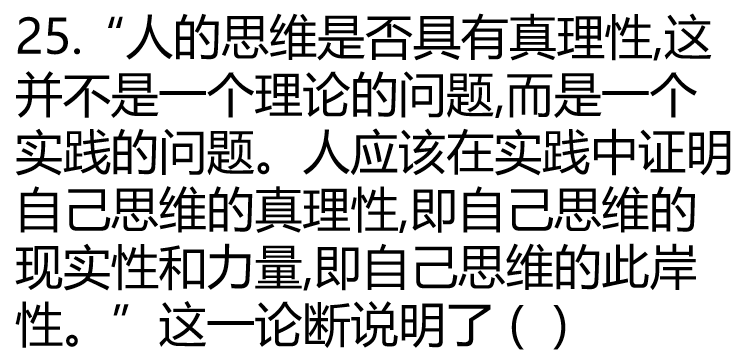 25.“人的思维是否具有真理性,这
并不是一个理论的问题,而是一个
实践的问题。人应该在实践中证明
自己思维的真理性,即自己思维的
现实性和力量,即自己思维的此岸
性。”这一论断说明了 ( )